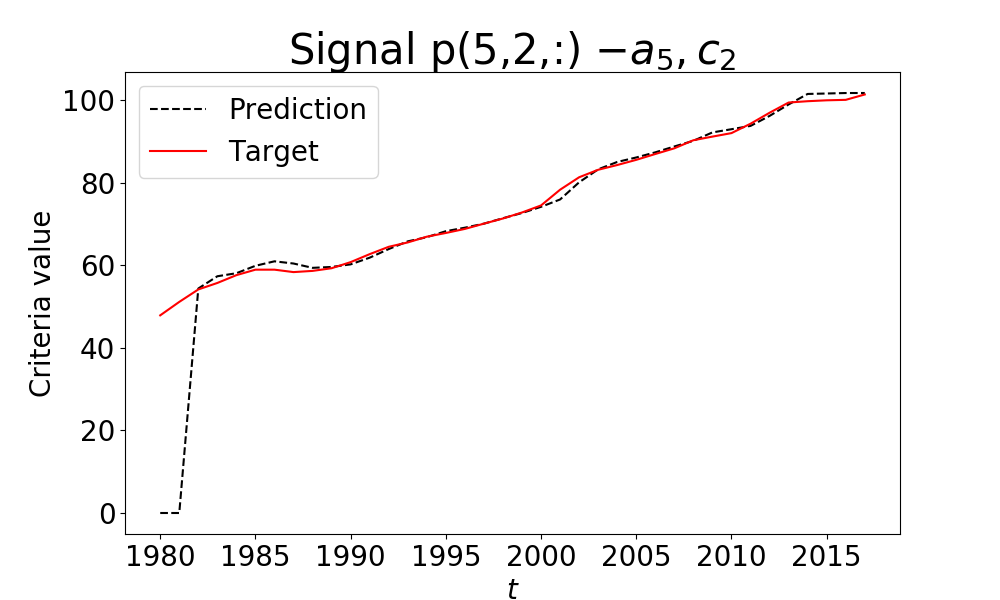 Signal p(5,2,:) −a₅, c₂
Prediction
Target
Criteria value
100
80
60
40
20
0
1980 1985 1990 1995 2000 2005 2010 2015
t